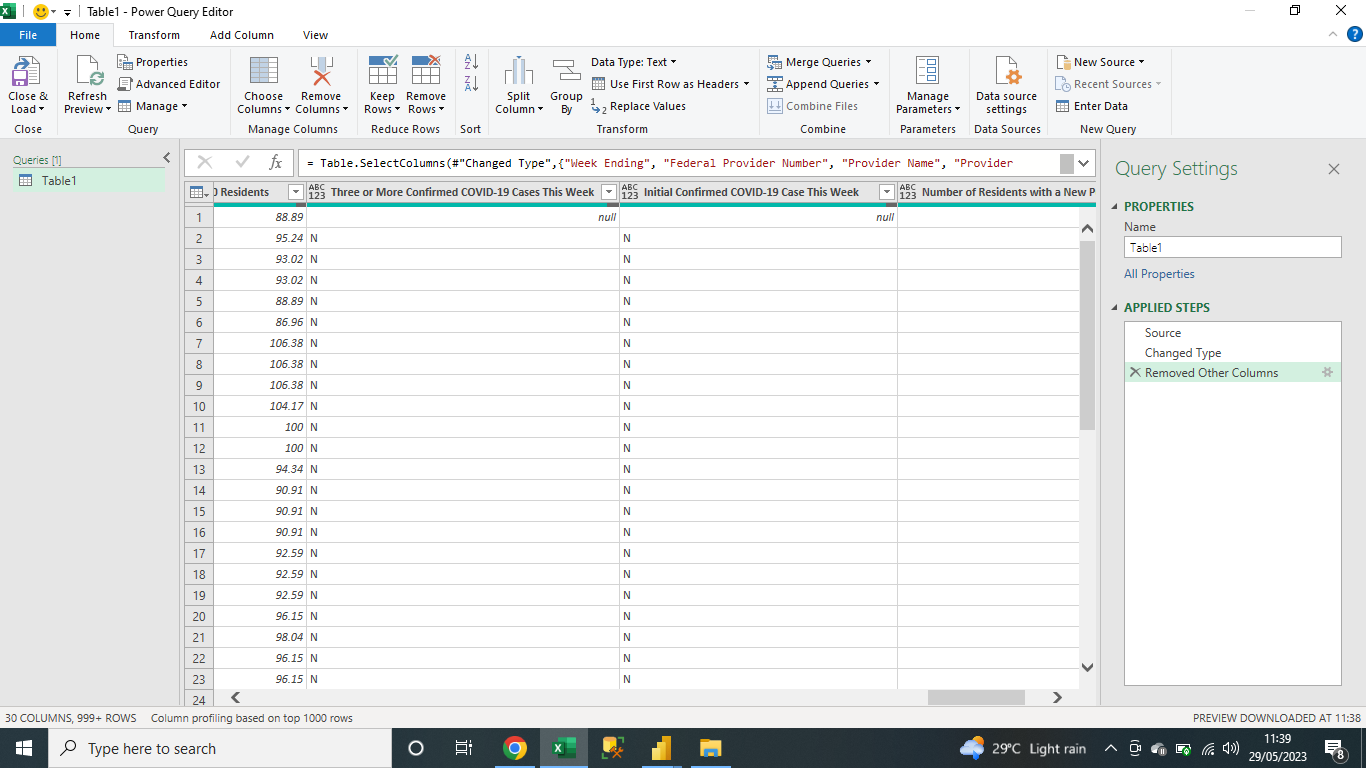 Table1 - Power Query Editor
File Home Transform Add Column View
Close & Load
Close
Refresh Preview
Properties
Advanced Editor
Manage
Query
Choose Columns
Remove Columns
Manage Columns
Keep Rows
Remove Rows
Reduce Rows
Sort
Split Column
Group By
Data Type: Text
Use First Row as Headers
Replace Values
Transform
Merge Queries
Append Queries
Combine Files
Combine
Manage Parameters
Parameters
Data source settings
Data Sources
New Source
Recent Sources
Enter Data
New Query
Queries [1]
Table1
fx = Table.SelectColumns(#"Changed Type",{"Week Ending", "Federal Provider Number", "Provider Name", "Provider
0 Residents ABC 123 Three or More Confirmed COVID-19 Cases This Week ABC 123 Initial Confirmed COVID-19 Case This Week ABC 123 Number of Residents with a New P
1 88.89 null null
2 95.24 N N
3 93.02 N N
4 93.02 N N
5 88.89 N N
6 86.96 N N
7 106.38 N N
8 106.38 N N
9 106.38 N N
10 104.17 N N
11 100 N N
12 100 N N
13 94.34 N N
14 90.91 N N
15 90.91 N N
16 90.91 N N
17 92.59 N N
18 92.59 N N
19 92.59 N N
20 96.15 N N
21 98.04 N N
22 96.15 N N
23 96.15 N N
24
Query Settings
PROPERTIES
Name
Table1
All Properties
APPLIED STEPS
Source
Changed Type
Removed Other Columns
30 COLUMNS, 999+ ROWS Column profiling based on top 1000 rows
PREVIEW DOWNLOADED AT 11:38
Type here to search
29°C Light rain
11:39
29/05/2023
8